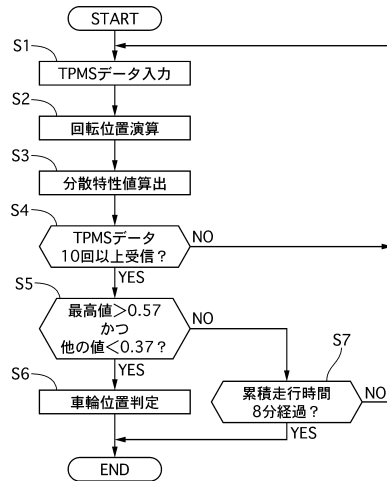 START
S1
TPMSデータ入力
S2
回転位置演算
S3
分散特性値算出
S4
TPMSデータ
10回以上受信?
NO
YES
S5
最高値>0.57
かつ
他の値<0.37?
NO
YES
S6
車輪位置判定
S7
累積走行時間
8分経過?
NO
YES
END